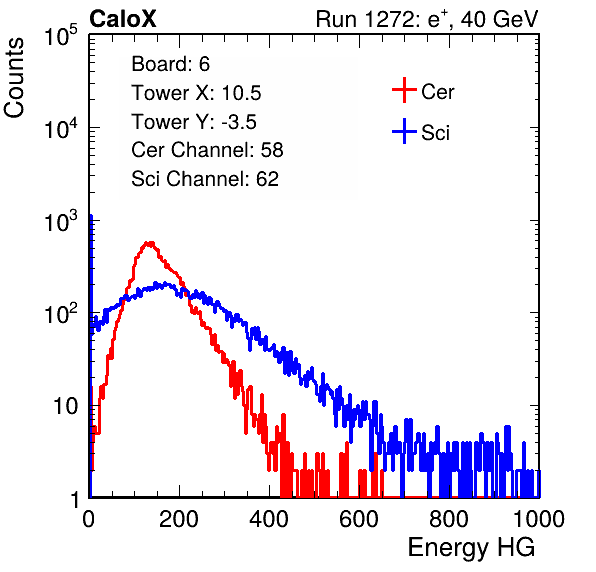 CaloX Run 1272: e⁺, 40 GeV
Counts
Board: 6
Tower X: 10.5
Tower Y: -3.5
Cer Channel: 58
Sci Channel: 62
Cer
Sci
10⁵
10⁴
10³
10²
10
1
0 200 400 600 800 1000
Energy HG